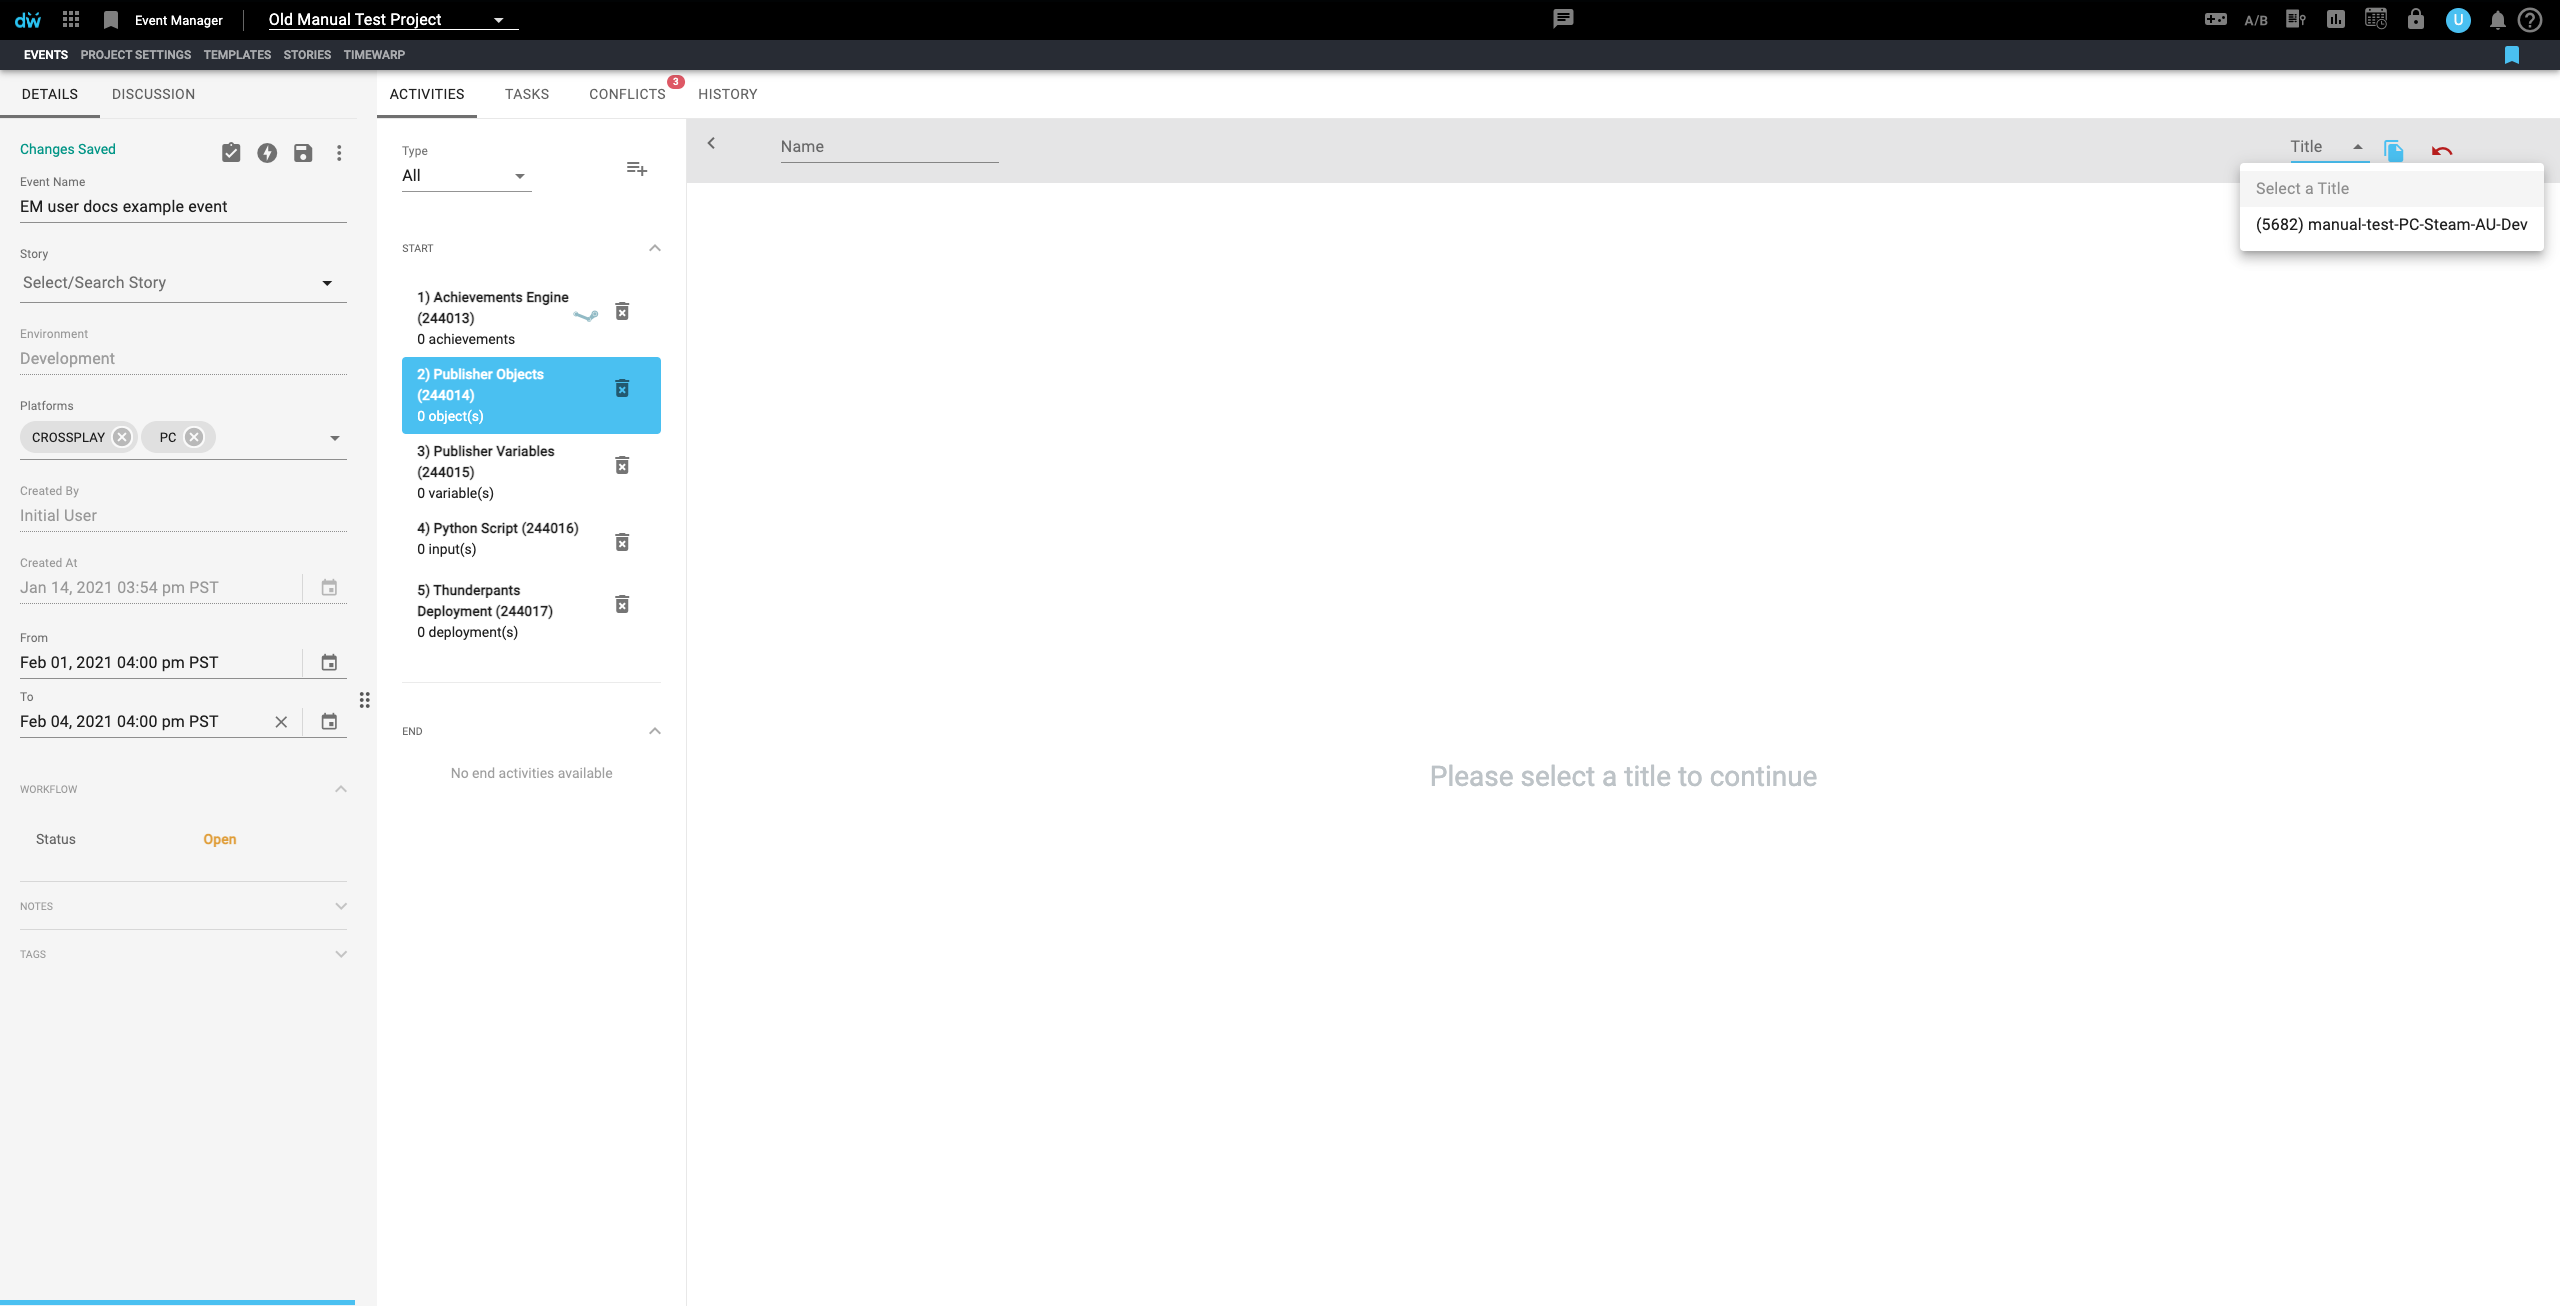 dw Event Manager Old Manual Test Project A/B U
EVENTS PROJECT SETTINGS TEMPLATES STORIES TIMEWARP
DETAILS DISCUSSION
ACTIVITIES TASKS CONFLICTS 3 HISTORY
Changes Saved
Event Name
EM user docs example event
Story
Select/Search Story
Environment
Development
Platforms
CROSSPLAY PC
Created By
Initial User
Created At
Jan 14, 2021 03:54 pm PST
From
Feb 01, 2021 04:00 pm PST
To
Feb 04, 2021 04:00 pm PST
WORKFLOW
Status Open
NOTES
TAGS
Type
All
START
1) Achievements Engine
(244013)
0 achievements
2) Publisher Objects
(244014)
0 object(s)
3) Publisher Variables
(244015)
0 variable(s)
4) Python Script (244016)
0 input(s)
5) Thunderpants
Deployment (244017)
0 deployment(s)
END
No end activities available
Name
Title
Select a Title
(5682) manual-test-PC-Steam-AU-Dev
Please select a title to continue